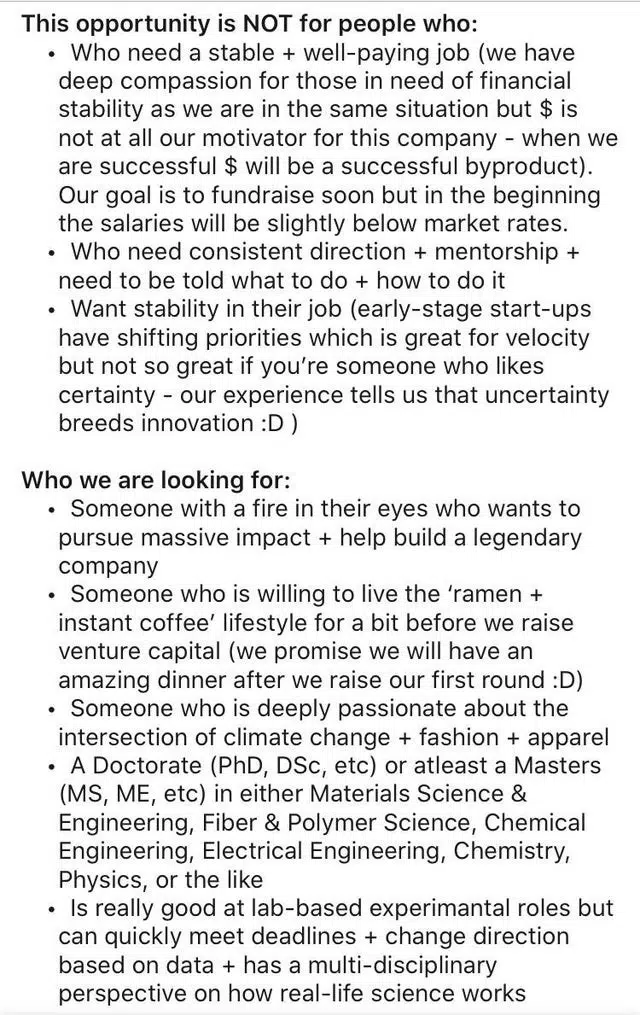 This opportunity is NOT for people who:
• Who need a stable + well-paying job (we have
deep compassion for those in need of financial
stability as we are in the same situation but $ is
not at all our motivator for this company - when we
are successful $ will be a successful byproduct).
Our goal is to fundraise soon but in the beginning
the salaries will be slightly below market rates.
• Who need consistent direction + mentorship +
need to be told what to do + how to do it
• Want stability in their job (early-stage start-ups
have shifting priorities which is great for velocity
but not so great if you’re someone who likes
certainty - our experience tells us that uncertainty
breeds innovation :D )
Who we are looking for:
• Someone with a fire in their eyes who wants to
pursue massive impact + help build a legendary
company
• Someone who is willing to live the ‘ramen +
instant coffee’ lifestyle for a bit before we raise
venture capital (we promise we will have an
amazing dinner after we raise our first round :D)
• Someone who is deeply passionate about the
intersection of climate change + fashion + apparel
• A Doctorate (PhD, DSc, etc) or atleast a Masters
(MS, ME, etc) in either Materials Science &
Engineering, Fiber & Polymer Science, Chemical
Engineering, Electrical Engineering, Chemistry,
Physics, or the like
• Is really good at lab-based experimantal roles but
can quickly meet deadlines + change direction
based on data + has a multi-disciplinary
perspective on how real-life science works